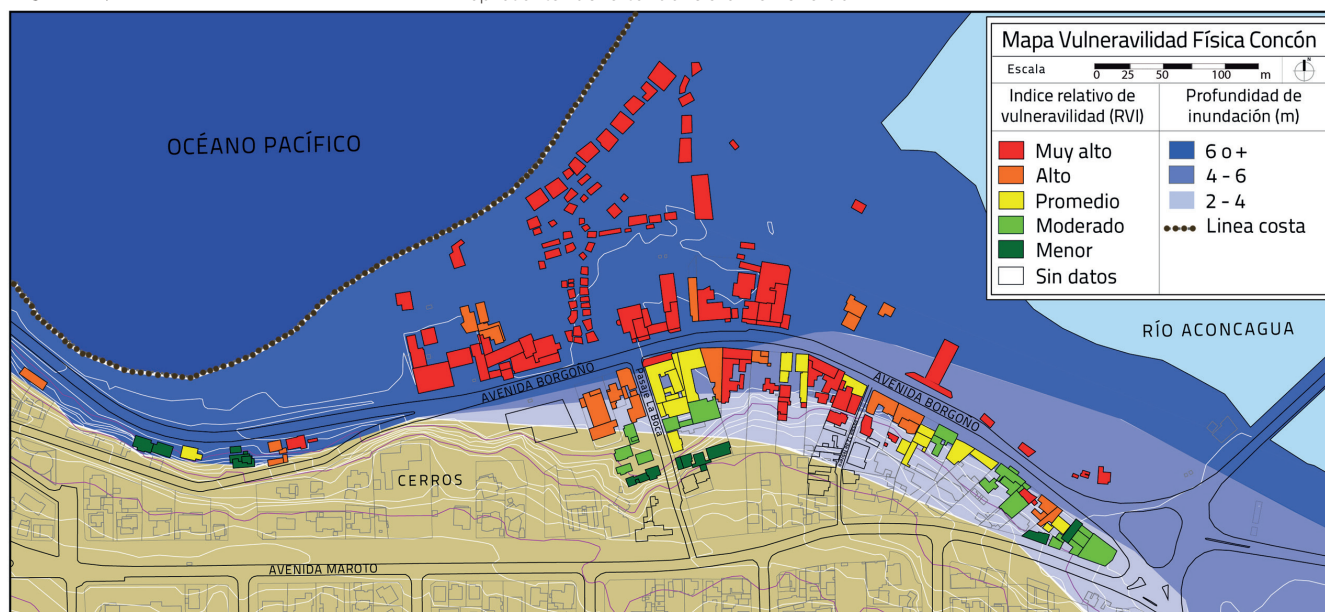 OCÉANO PACÍFICO
Mapa Vulneravilidad Física Concón
Escala
0 25 50 100 m
N
Indice relativo de
vulneravilidad (RVI)
Muy alto
Alto
Promedio
Moderado
Menor
Sin datos
Profundidad de
inundación (m)
6 o +
4 - 6
2 - 4
Linea costa
RÍO ACONCAGUA
AVENIDA BORGOÑO
Pasaje La Boca
AVENIDA BORGOÑO
CERROS
AVENIDA MAROTO